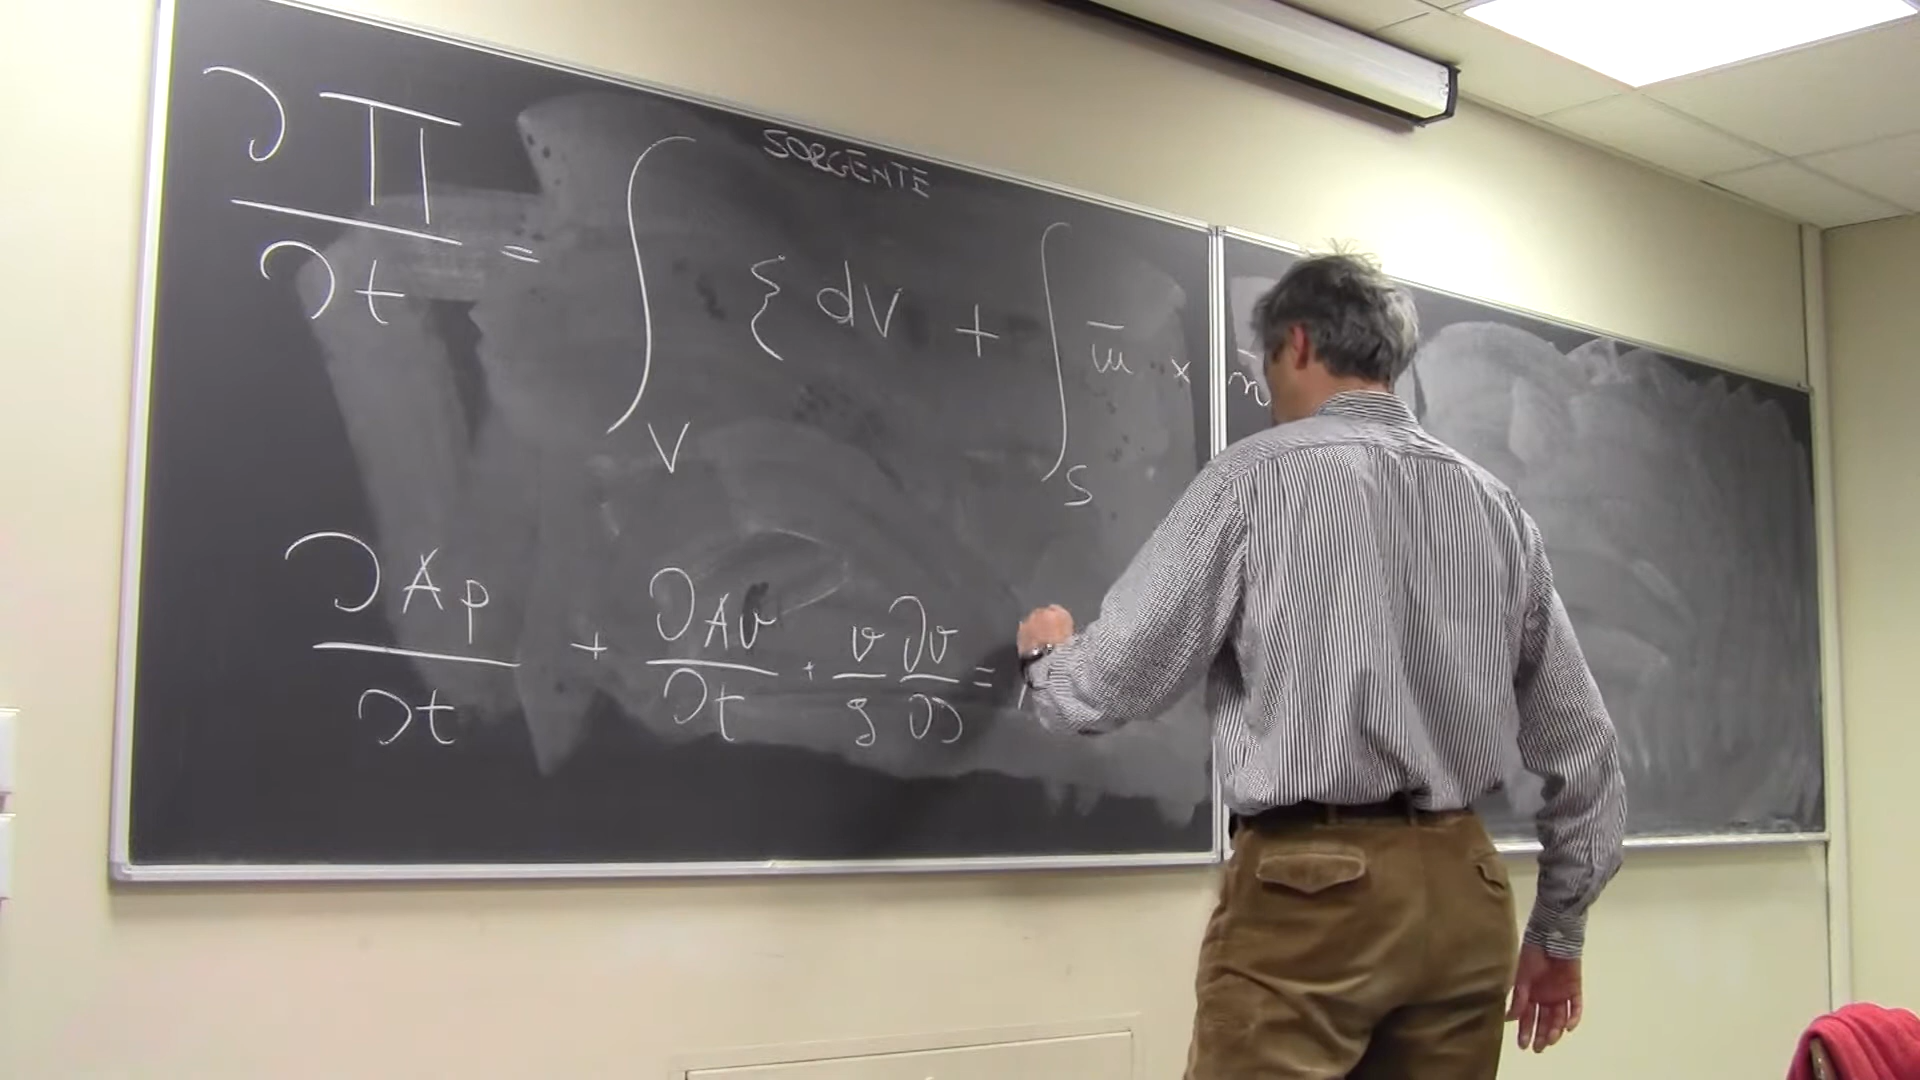 SORGENTE
∂Π/∂t = ∫_V { dV + ∫_S m̄ × n̄
∂Ap/∂t + ∂Av/∂t + v/g ∂v/∂s =